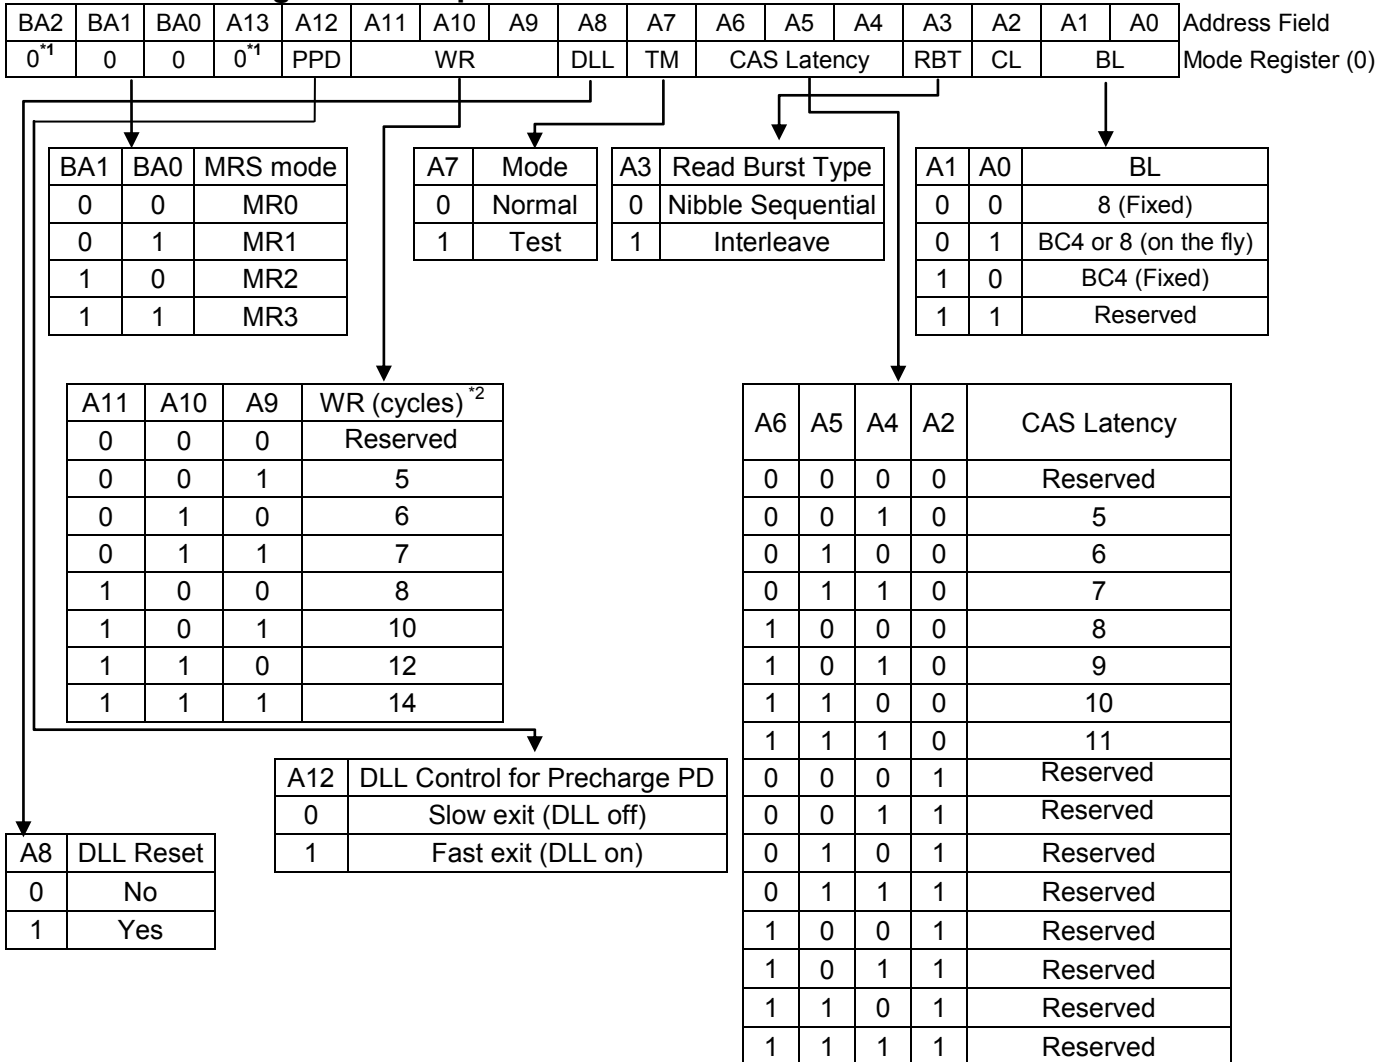 BA2 BA1 BA0 A13 A12 A11 A10 A9 A8 A7 A6 A5 A4 A3 A2 A1 A0 Address Field
0*1 0 0 0*1 PPD WR DLL TM CAS Latency RBT CL BL Mode Register (0)
BA1 BA0 MRS mode
0 0 MR0
0 1 MR1
1 0 MR2
1 1 MR3
A7 Mode
0 Normal
1 Test
A3 Read Burst Type
0 Nibble Sequential
1 Interleave
A1 A0 BL
0 0 8 (Fixed)
0 1 BC4 or 8 (on the fly)
1 0 BC4 (Fixed)
1 1 Reserved
A11 A10 A9 WR (cycles) *2
0 0 0 Reserved
0 0 1 5
0 1 0 6
0 1 1 7
1 0 0 8
1 0 1 10
1 1 0 12
1 1 1 14
A6 A5 A4 A2 CAS Latency
0 0 0 0 Reserved
0 0 1 0 5
0 1 0 0 6
0 1 1 0 7
1 0 0 0 8
1 0 1 0 9
1 1 0 0 10
1 1 1 0 11
0 0 0 1 Reserved
0 0 1 1 Reserved
0 1 0 1 Reserved
0 1 1 1 Reserved
1 0 0 1 Reserved
1 0 1 1 Reserved
1 1 0 1 Reserved
1 1 1 1 Reserved
A12 DLL Control for Precharge PD
0 Slow exit (DLL off)
1 Fast exit (DLL on)
A8 DLL Reset
0 No
1 Yes